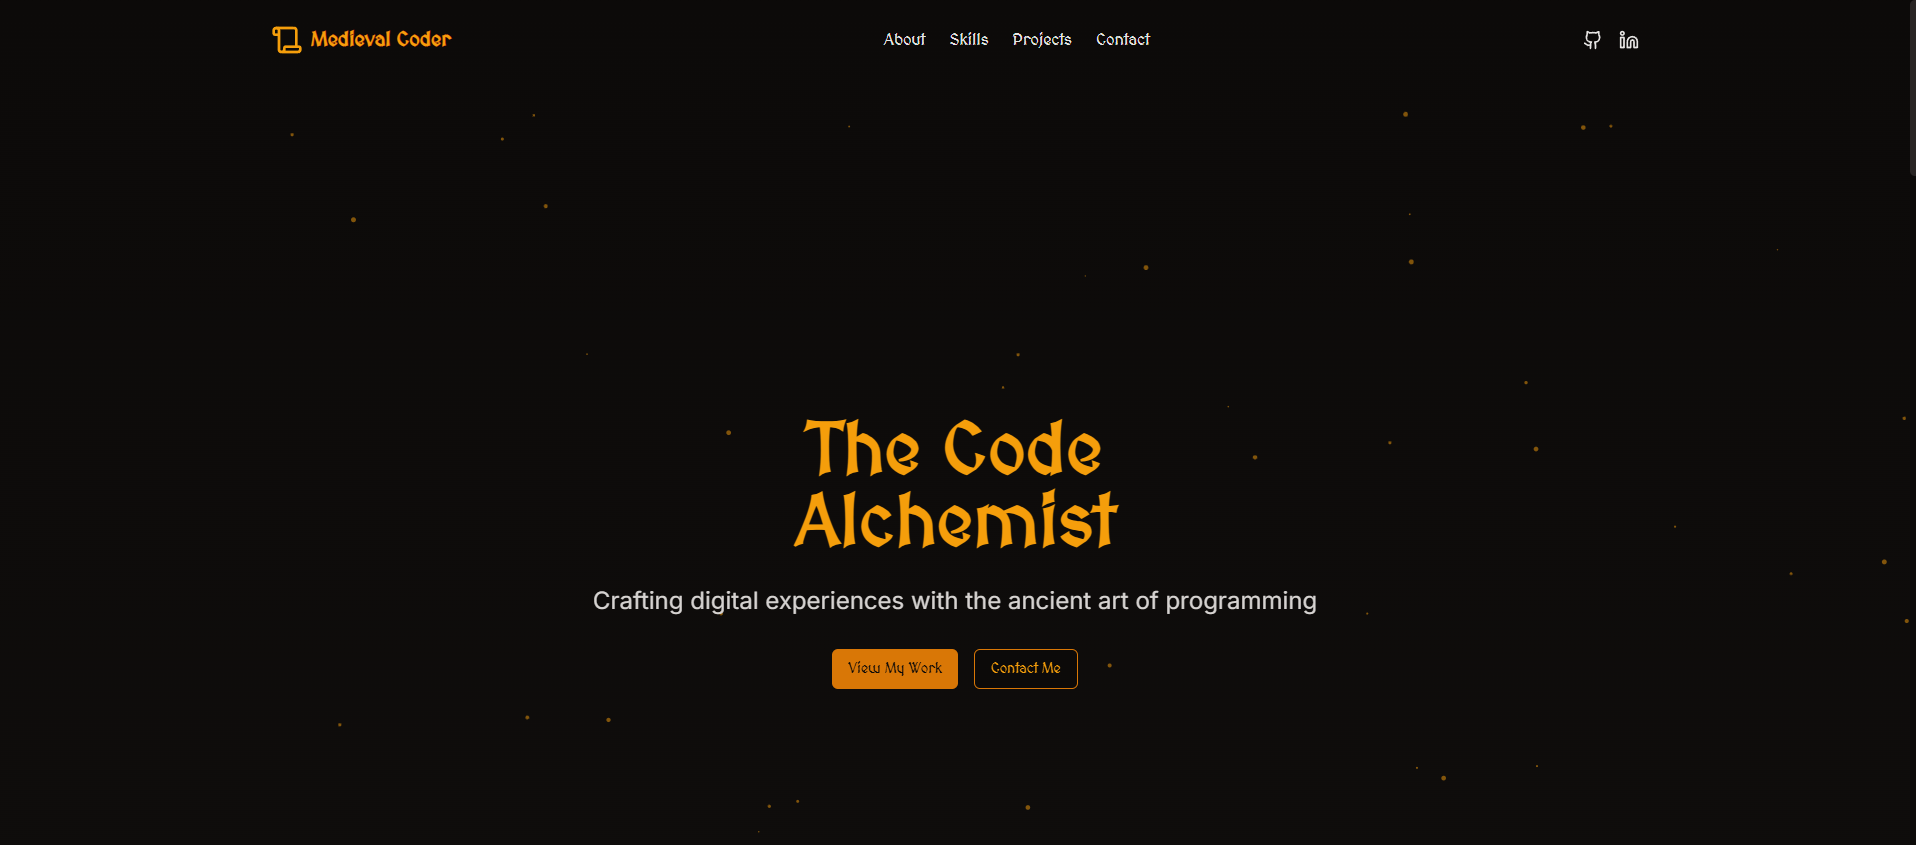 Medieval Coder
About Skills Projects Contact
The Code
Alchemist
Crafting digital experiences with the ancient art of programming
View My Work
Contact Me